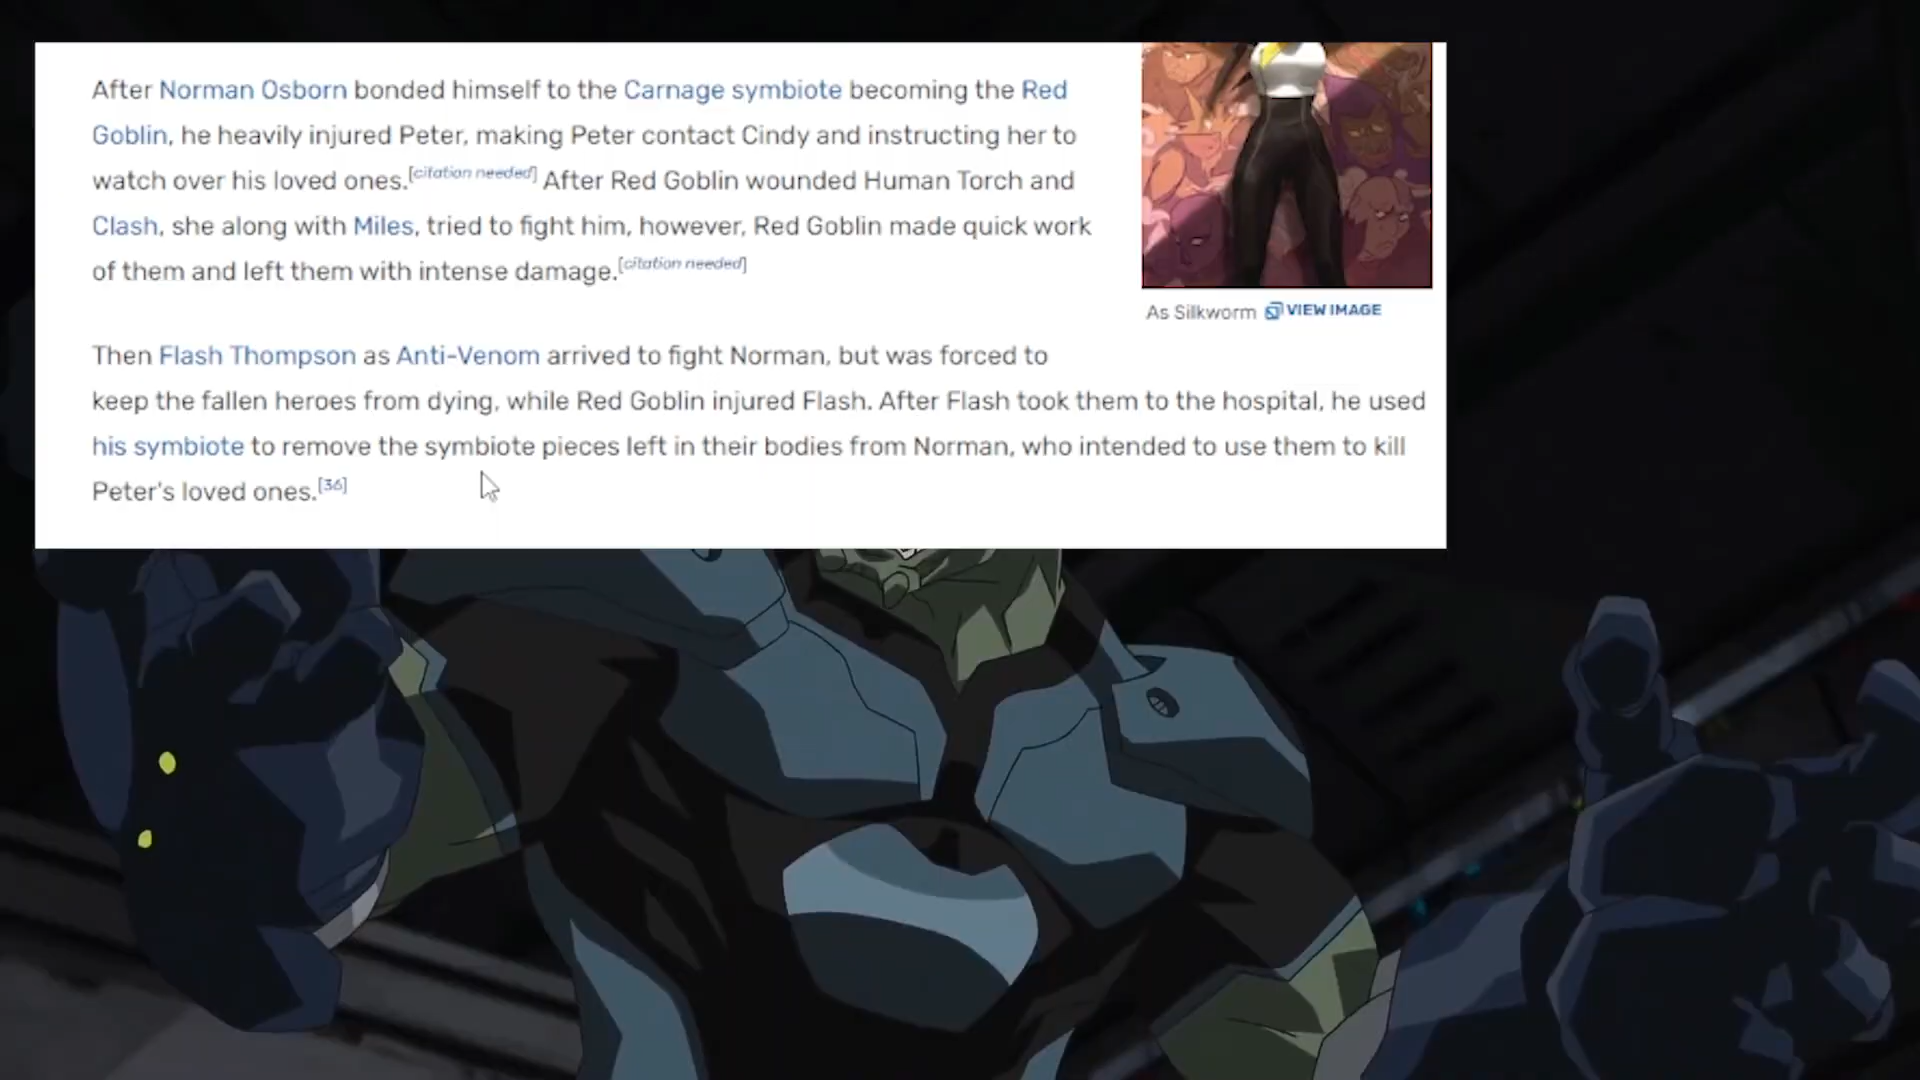 After Norman Osborn bonded himself to the Carnage symbiote becoming the Red
Goblin, he heavily injured Peter, making Peter contact Cindy and instructing her to
watch over his loved ones.[citation needed] After Red Goblin wounded Human Torch and
Clash, she along with Miles, tried to fight him, however, Red Goblin made quick work
of them and left them with intense damage.[citation needed]
As Silkworm VIEW IMAGE
Then Flash Thompson as Anti-Venom arrived to fight Norman, but was forced to
keep the fallen heroes from dying, while Red Goblin injured Flash. After Flash took them to the hospital, he used
his symbiote to remove the symbiote pieces left in their bodies from Norman, who intended to use them to kill
Peter's loved ones.[36]